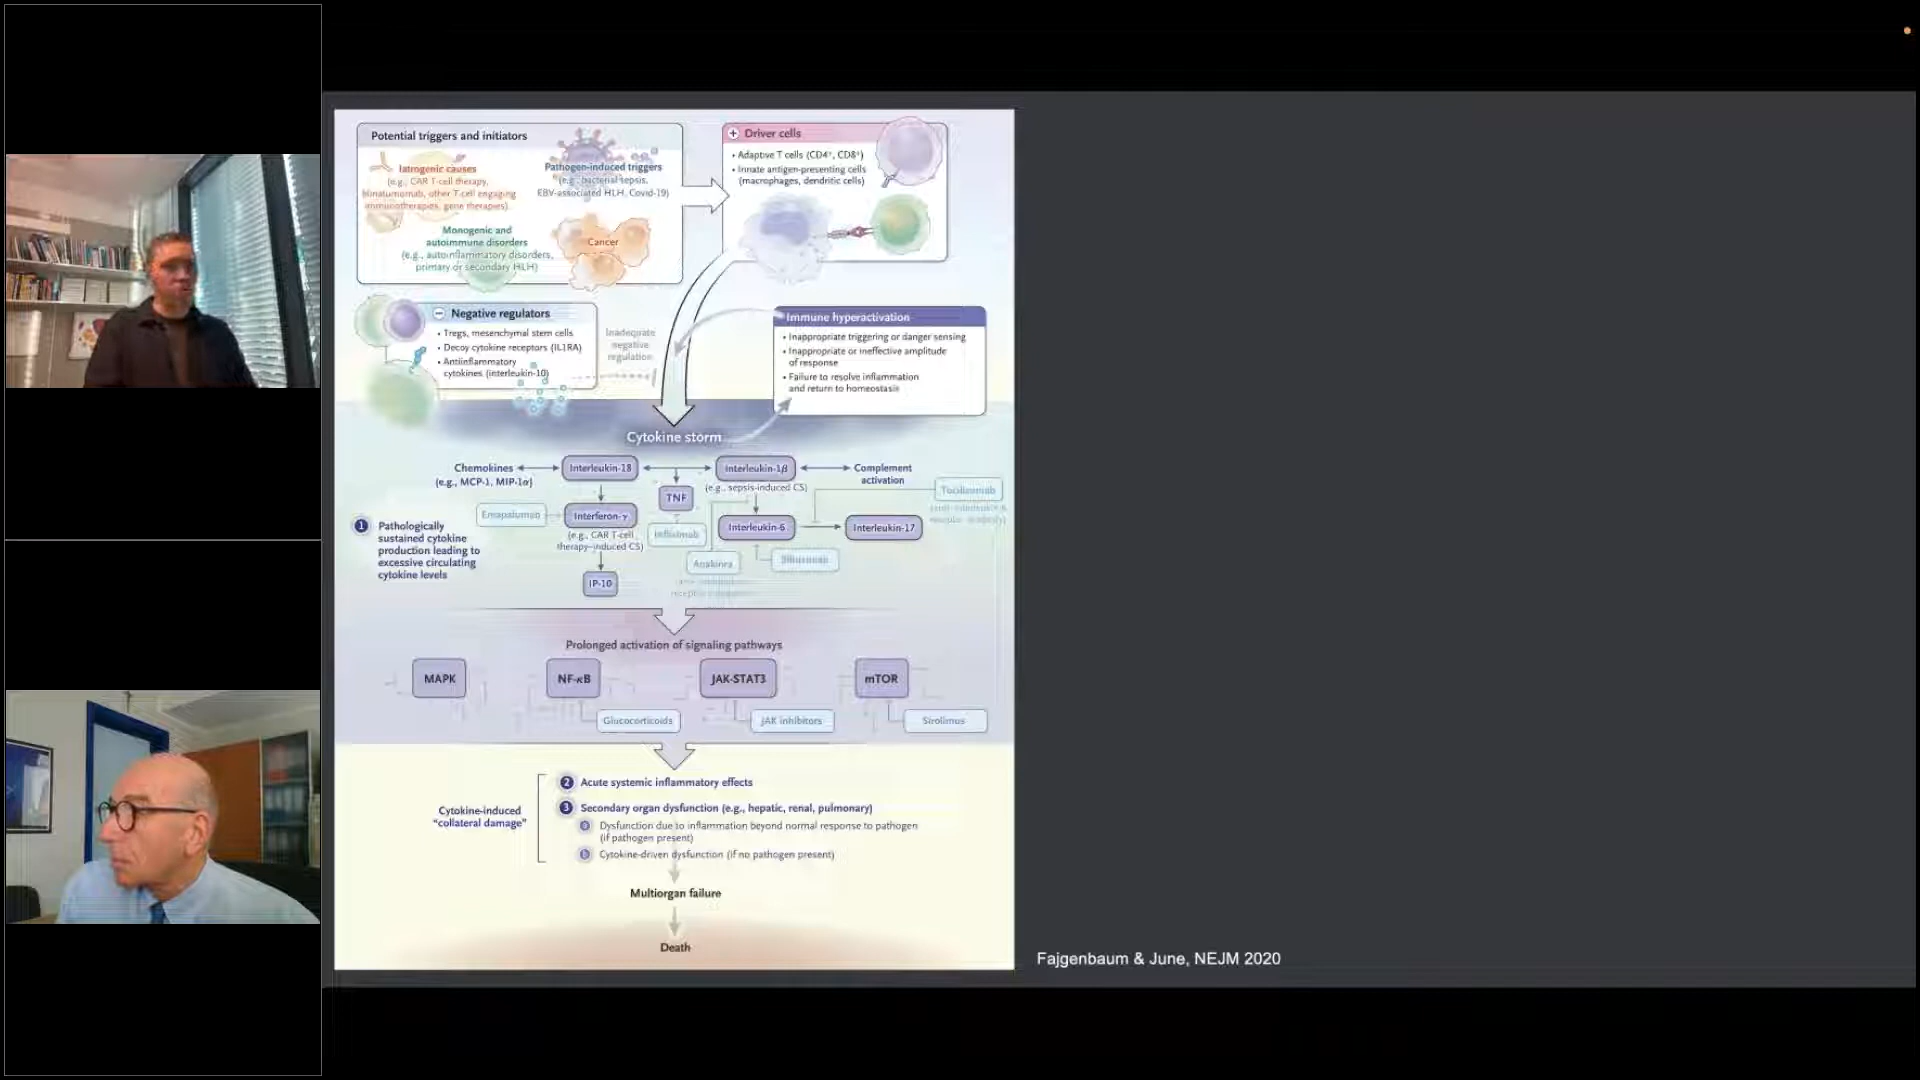 Potential triggers and initiators
Iatrogenic causes
(e.g., CAR T-cell therapy,
blinatumomab, other T-cell engaging
immunotherapies, gene therapies)
Pathogen-induced triggers
(e.g., bacterial sepsis,
EBV-associated HLH, Covid-19)
Monogenic and
autoimmune disorders
(e.g., autoinflammatory disorders,
primary or secondary HLH)
Cancer
+ Driver cells
• Adaptive T cells (CD4⁺, CD8⁺)
• Innate antigen-presenting cells
(macrophages, dendritic cells)
− Negative regulators
• Tregs, mesenchymal stem cells
• Decoy cytokine receptors (IL1RA)
• Antiinflammatory
cytokines (interleukin-10)
Inadequate
negative
regulation
Immune hyperactivation
• Inappropriate triggering or danger sensing
• Inappropriate or ineffective amplitude
of response
• Failure to resolve inflammation
and return to homeostasis
Cytokine storm
Chemokines
(e.g., MCP-1, MIP-1α)
Interleukin-18
Interleukin-1β
(e.g., sepsis-induced CS)
Complement
activation
TNF
Tocilizumab
Emapalumab
Interferon-γ
(e.g., CAR T-cell
therapy–induced CS)
Infliximab
Interleukin-6
Interleukin-17
Anakinra
Siltuximab
IP-10
1 Pathologically
sustained cytokine
production leading to
excessive circulating
cytokine levels
Prolonged activation of signaling pathways
MAPK
NF-κB
JAK-STAT3
mTOR
Glucocorticoids
JAK inhibitors
Sirolimus
Cytokine-induced
“collateral damage”
2 Acute systemic inflammatory effects
3 Secondary organ dysfunction (e.g., hepatic, renal, pulmonary)
a Dysfunction due to inflammation beyond normal response to pathogen
(if pathogen present)
b Cytokine-driven dysfunction (if no pathogen present)
Multiorgan failure
Death
Fajgenbaum & June, NEJM 2020